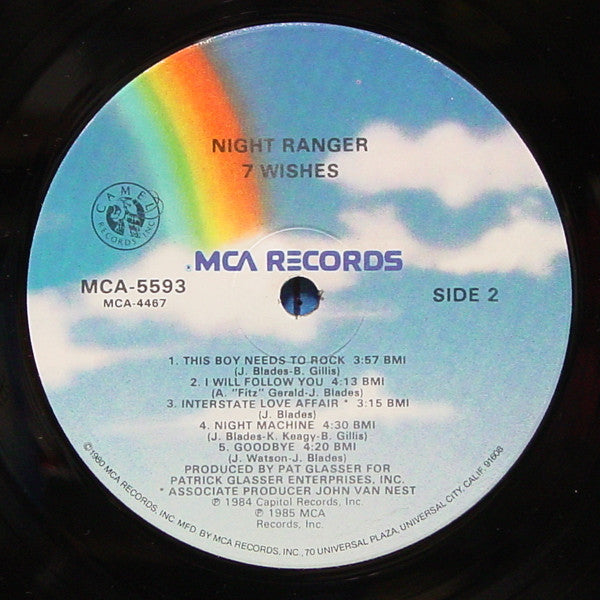 NIGHT RANGER
7 WISHES
CAMEL
RECORDS, INC.
MCA RECORDS
MCA-5593
MCA-4467
SIDE 2
1. THIS BOY NEEDS TO ROCK 3:57 BMI
(J. Blades-B. Gillis)
2. I WILL FOLLOW YOU 4:13 BMI
(A. "Fitz" Gerald-J. Blades)
3. INTERSTATE LOVE AFFAIR * 3:15 BMI
(J. Blades)
4. NIGHT MACHINE 4:30 BMI
(J. Blades-K. Keagy-B. Gillis)
5. GOODBYE 4:20 BMI
(J. Watson-J. Blades)
PRODUCED BY PAT GLASSER FOR
PATRICK GLASSER ENTERPRISES, INC.
* ASSOCIATE PRODUCER JOHN VAN NEST
℗ 1984 Capitol Records, Inc.
℗ 1985 MCA
Records, Inc.
©1980 MCA RECORDS, INC. MFD. BY MCA RECORDS, INC., 70 UNIVERSAL PLAZA, UNIVERSAL CITY, CALIF. 91608